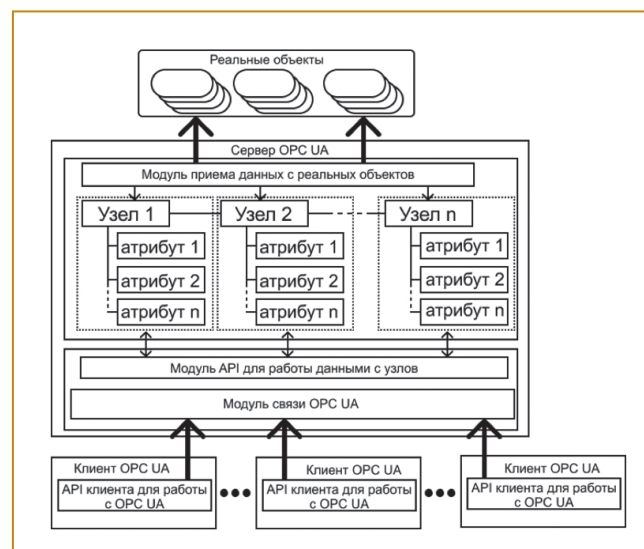 Реальные объекты
Сервер OPC UA
Модуль приема данных с реальных объектов
Узел 1
Узел 2
Узел n
атрибут 1
атрибут 1
атрибут 1
атрибут 2
атрибут 2
атрибут 2
атрибут n
атрибут n
атрибут n
Модуль API для работы данными с узлов
Модуль связи OPC UA
Клиент OPC UA
API клиента для работы
с OPC UA
Клиент OPC UA
API клиента для работы
с OPC UA
Клиент OPC UA
API клиента для работы
с OPC UA